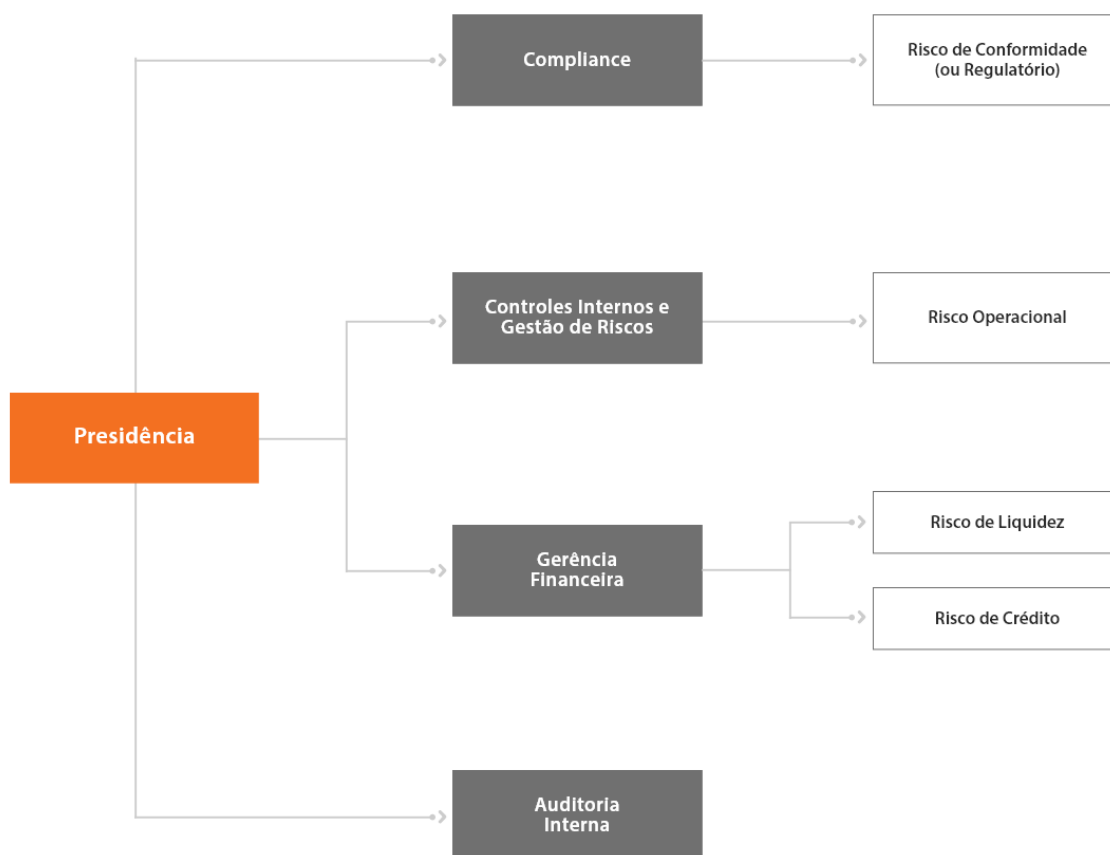 Compliance
Risco de Conformidade
(ou Regulatório)
Controles Internos e
Gestão de Riscos
Risco Operacional
Presidência
Gerência
Financeira
Risco de Liquidez
Risco de Crédito
Auditoria
Interna